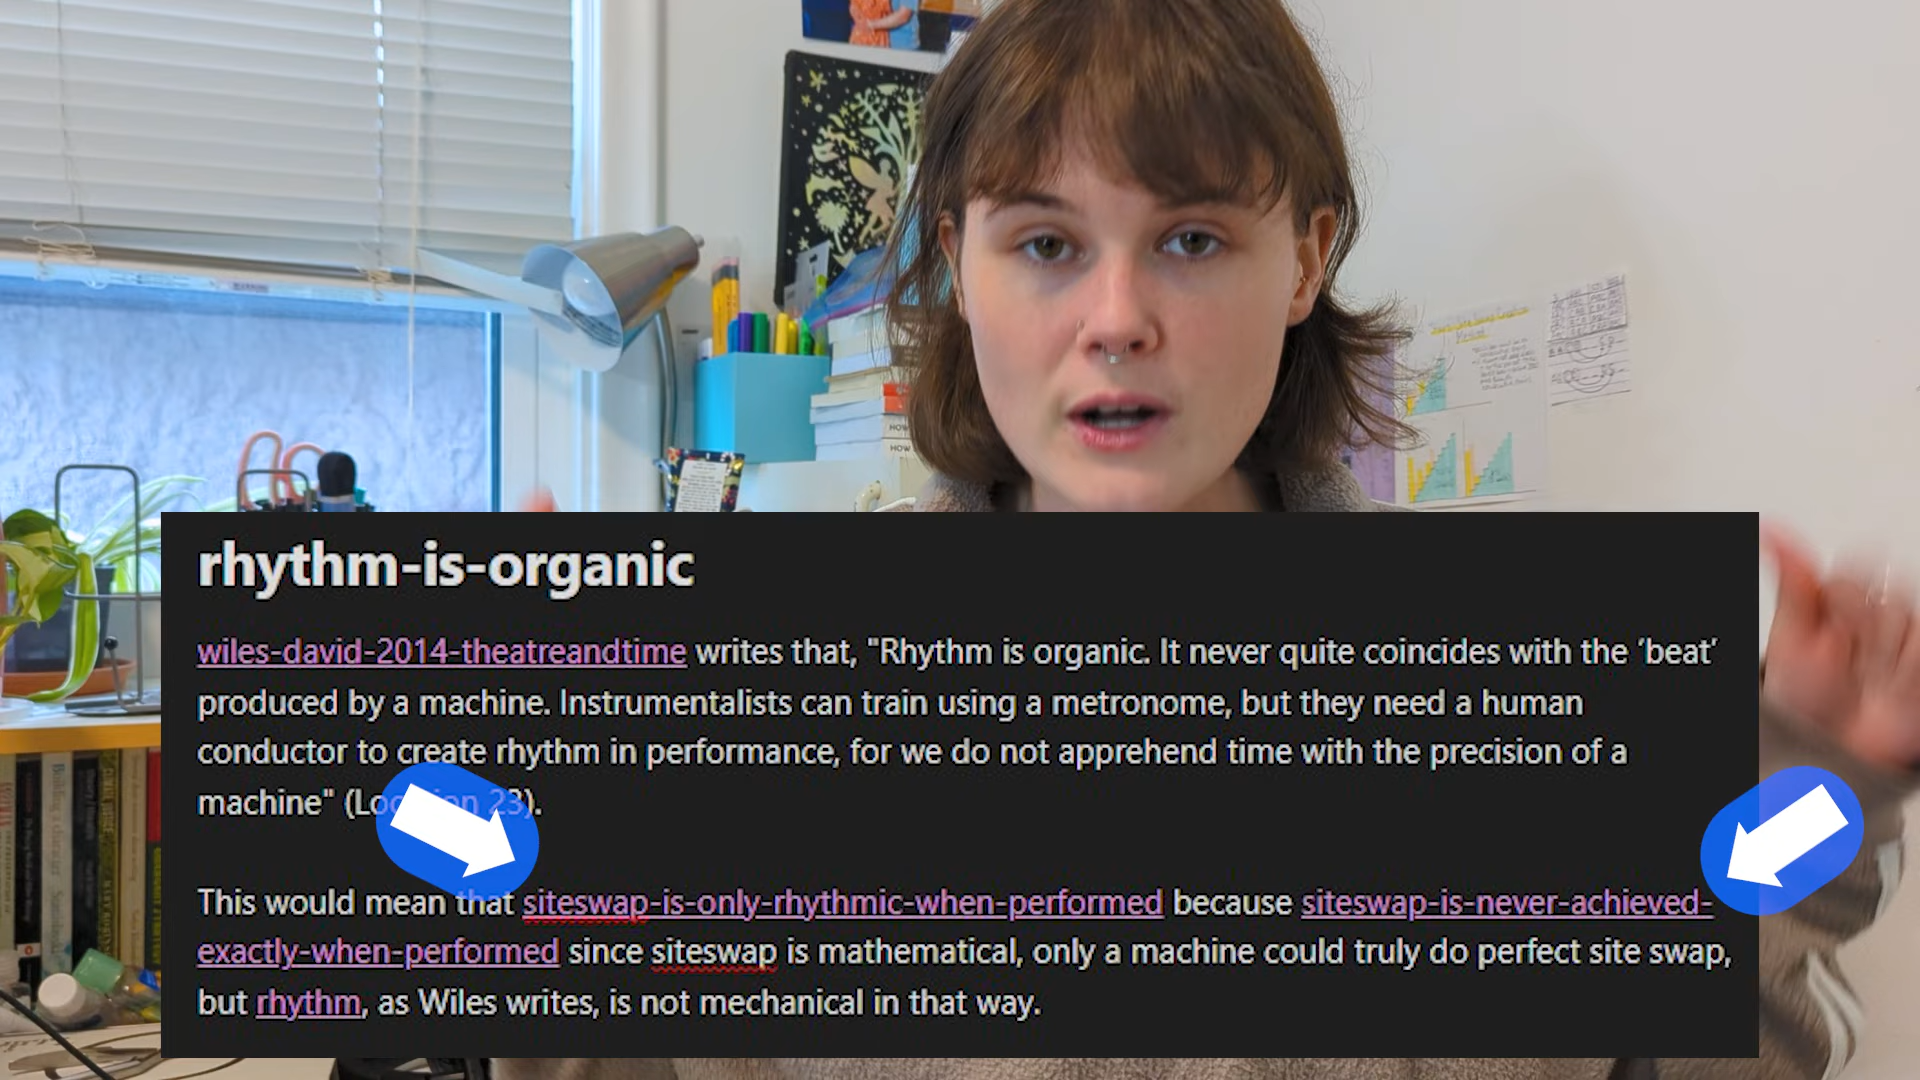 HOW
HOW
rhythm-is-organic
wiles-david-2014-theatreandtime writes that, "Rhythm is organic. It never quite coincides with the ‘beat’
produced by a machine. Instrumentalists can train using a metronome, but they need a human
conductor to create rhythm in performance, for we do not apprehend time with the precision of a
machine" (Location 23).
This would mean that siteswap-is-only-rhythmic-when-performed because siteswap-is-never-achieved-
exactly-when-performed since siteswap is mathematical, only a machine could truly do perfect site swap,
but rhythm, as Wiles writes, is not mechanical in that way.